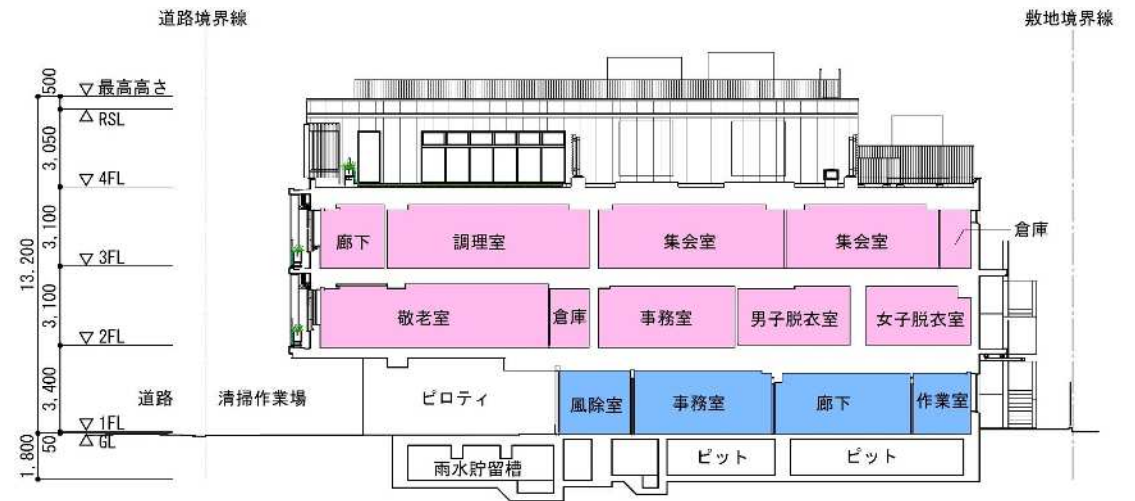 道路境界線
敷地境界線
500
▽最高高さ
△RSL
3,050
▽4FL
3,100
13,200
▽3FL
3,100
▽2FL
3,400
▽1FL
50
△GL
1,800
廊下
調理室
集会室
集会室
倉庫
敬老室
倉庫
事務室
男子脱衣室
女子脱衣室
道路
清掃作業場
ピロティ
風除室
事務室
廊下
作業室
雨水貯留槽
ピット
ピット